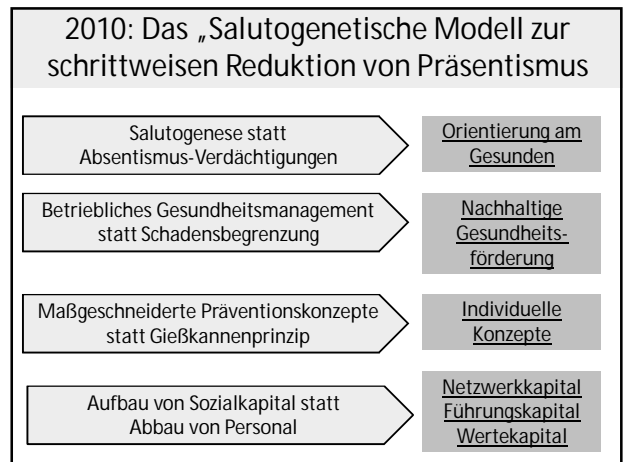 2010: Das „Salutogenetische Modell zur
schrittweisen Reduktion von Präsentismus
Salutogenese statt
Absentismus-Verdächtigungen
Orientierung am
Gesunden
Betriebliches Gesundheitsmanagement
statt Schadensbegrenzung
Nachhaltige
Gesundheits-
förderung
Maßgeschneiderte Präventionskonzepte
statt Gießkannenprinzip
Individuelle
Konzepte
Aufbau von Sozialkapital statt
Abbau von Personal
Netzwerkkapital
Führungskapital
Wertekapital